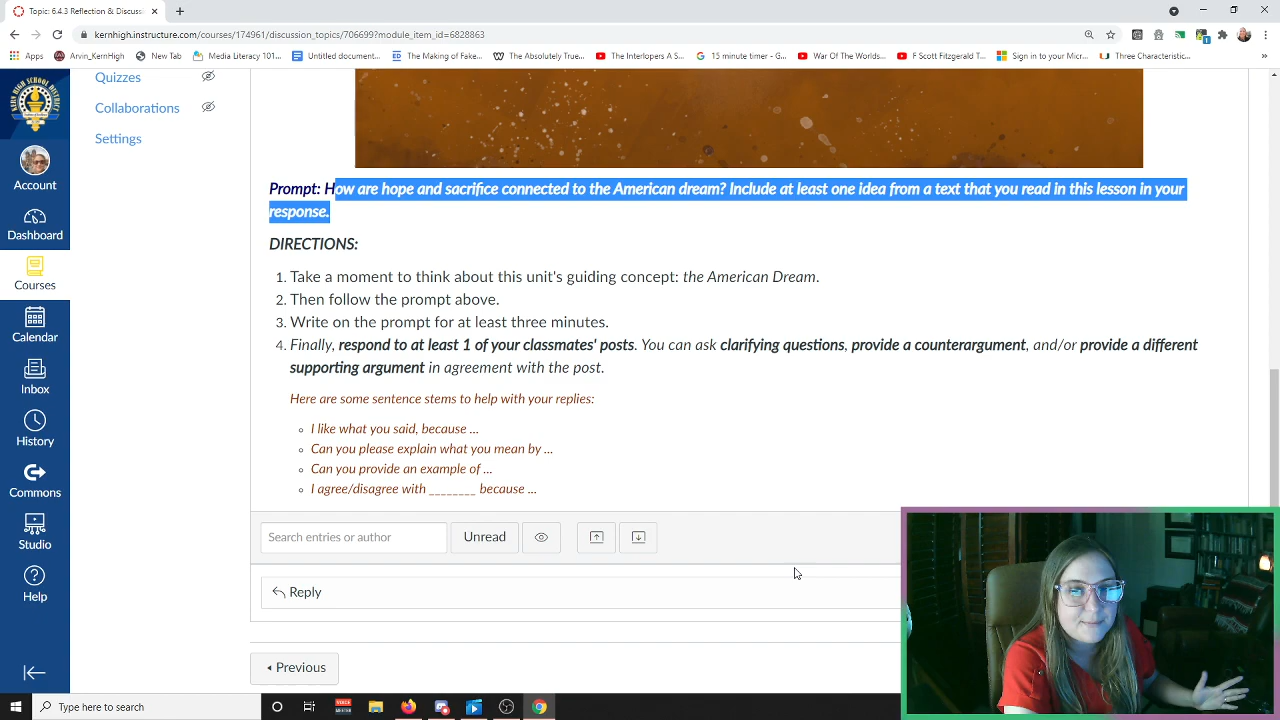 Topic: 6.4.3 Reflection & Discuss
kernhigh.instructure.com/courses/174961/discussion_topics/706699?module_item_id=6828863
Apps
Arvin_KernHigh
New Tab
Media Literacy 101...
Untitled document...
The Making of Fake...
The Absolutely True...
The Interlopers A S...
15 minute timer - G...
War Of The Worlds...
F Scott Fitzgerald T...
Sign in to your Micr...
Three Characteristic...
Quizzes
Collaborations
Settings
Account
Dashboard
Courses
Calendar
Inbox
History
Commons
Studio
Help
Prompt: How are hope and sacrifice connected to the American dream? Include at least one idea from a text that you read in this lesson in your
response.
DIRECTIONS:
1. Take a moment to think about this unit's guiding concept: the American Dream.
2. Then follow the prompt above.
3. Write on the prompt for at least three minutes.
4. Finally, respond to at least 1 of your classmates' posts. You can ask clarifying questions, provide a counterargument, and/or provide a different
supporting argument in agreement with the post.
Here are some sentence stems to help with your replies:
I like what you said, because ...
Can you please explain what you mean by ...
Can you provide an example of ...
I agree/disagree with ________ because ...
Search entries or author
Unread
Reply
Previous
Type here to search